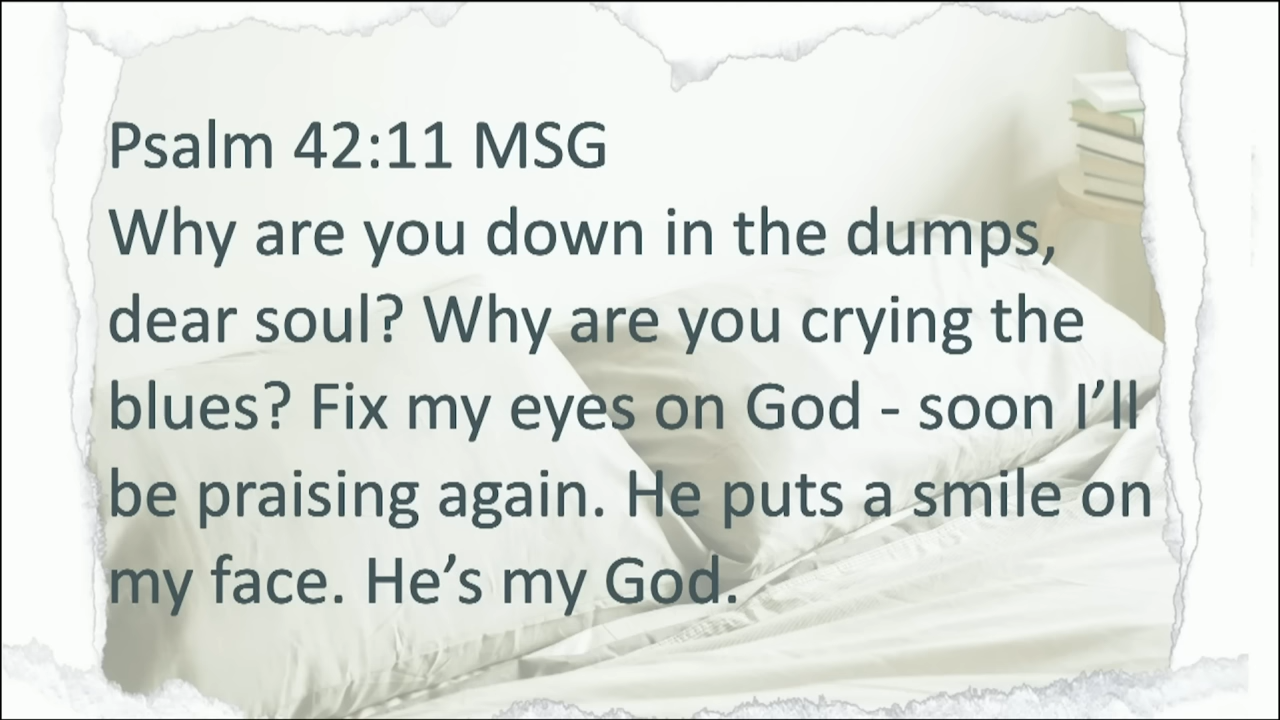 Psalm 42:11 MSG
Why are you down in the dumps,
dear soul? Why are you crying the
blues? Fix my eyes on God - soon I’ll
be praising again. He puts a smile on
my face. He’s my God.